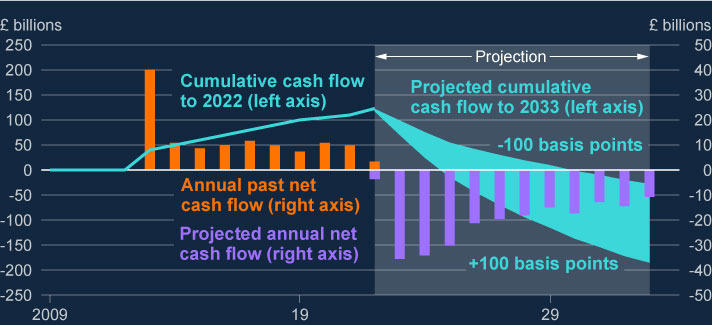 £ billions
£ billions
250
200
150
100
50
0
-50
-100
-150
-200
-250
50
40
30
20
10
0
-10
-20
-30
-40
-50
Projection
Cumulative cash flow
to 2022 (left axis)
Projected cumulative
cash flow to 2033 (left axis)
-100 basis points
Annual past net
cash flow (right axis)
Projected annual net
cash flow (right axis)
+100 basis points
2009
19
29